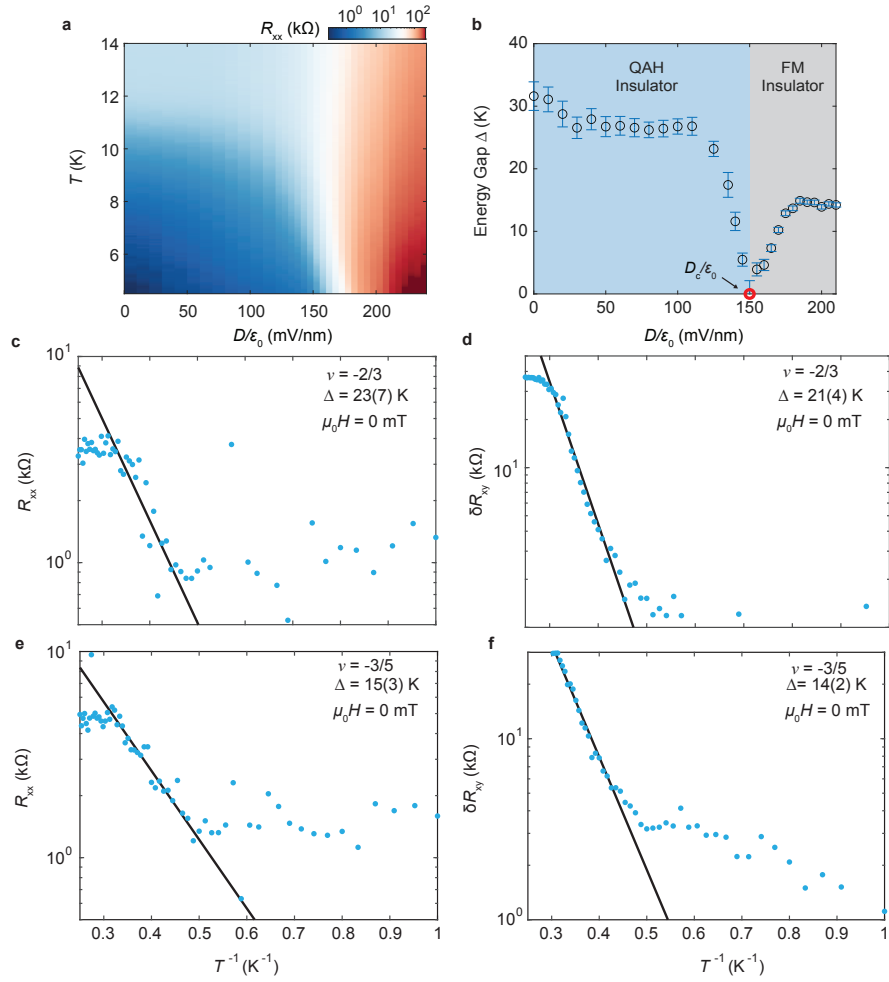 a
R_xx (kΩ)
10^0 10^1 10^2
14
12
10
8
6
T (K)
0 50 100 150 200
D/ε_0 (mV/nm)
b
40
30
20
10
0
Energy Gap Δ (K)
QAH
Insulator
FM
Insulator
D_c/ε_0
0 50 100 150 200
D/ε_0 (mV/nm)
c
10^1
10^0
R_xx (kΩ)
ν = -2/3
Δ = 23(7) K
μ_0H = 0 mT
d
10^1
δR_xy (kΩ)
ν = -2/3
Δ = 21(4) K
μ_0H = 0 mT
e
10^1
10^0
R_xx (kΩ)
ν = -3/5
Δ = 15(3) K
μ_0H = 0 mT
0.3 0.4 0.5 0.6 0.7 0.8 0.9 1
T^-1 (K^-1)
f
10^1
10^0
δR_xy (kΩ)
ν = -3/5
Δ= 14(2) K
μ_0H = 0 mT
0.3 0.4 0.5 0.6 0.7 0.8 0.9 1
T^-1 (K^-1)